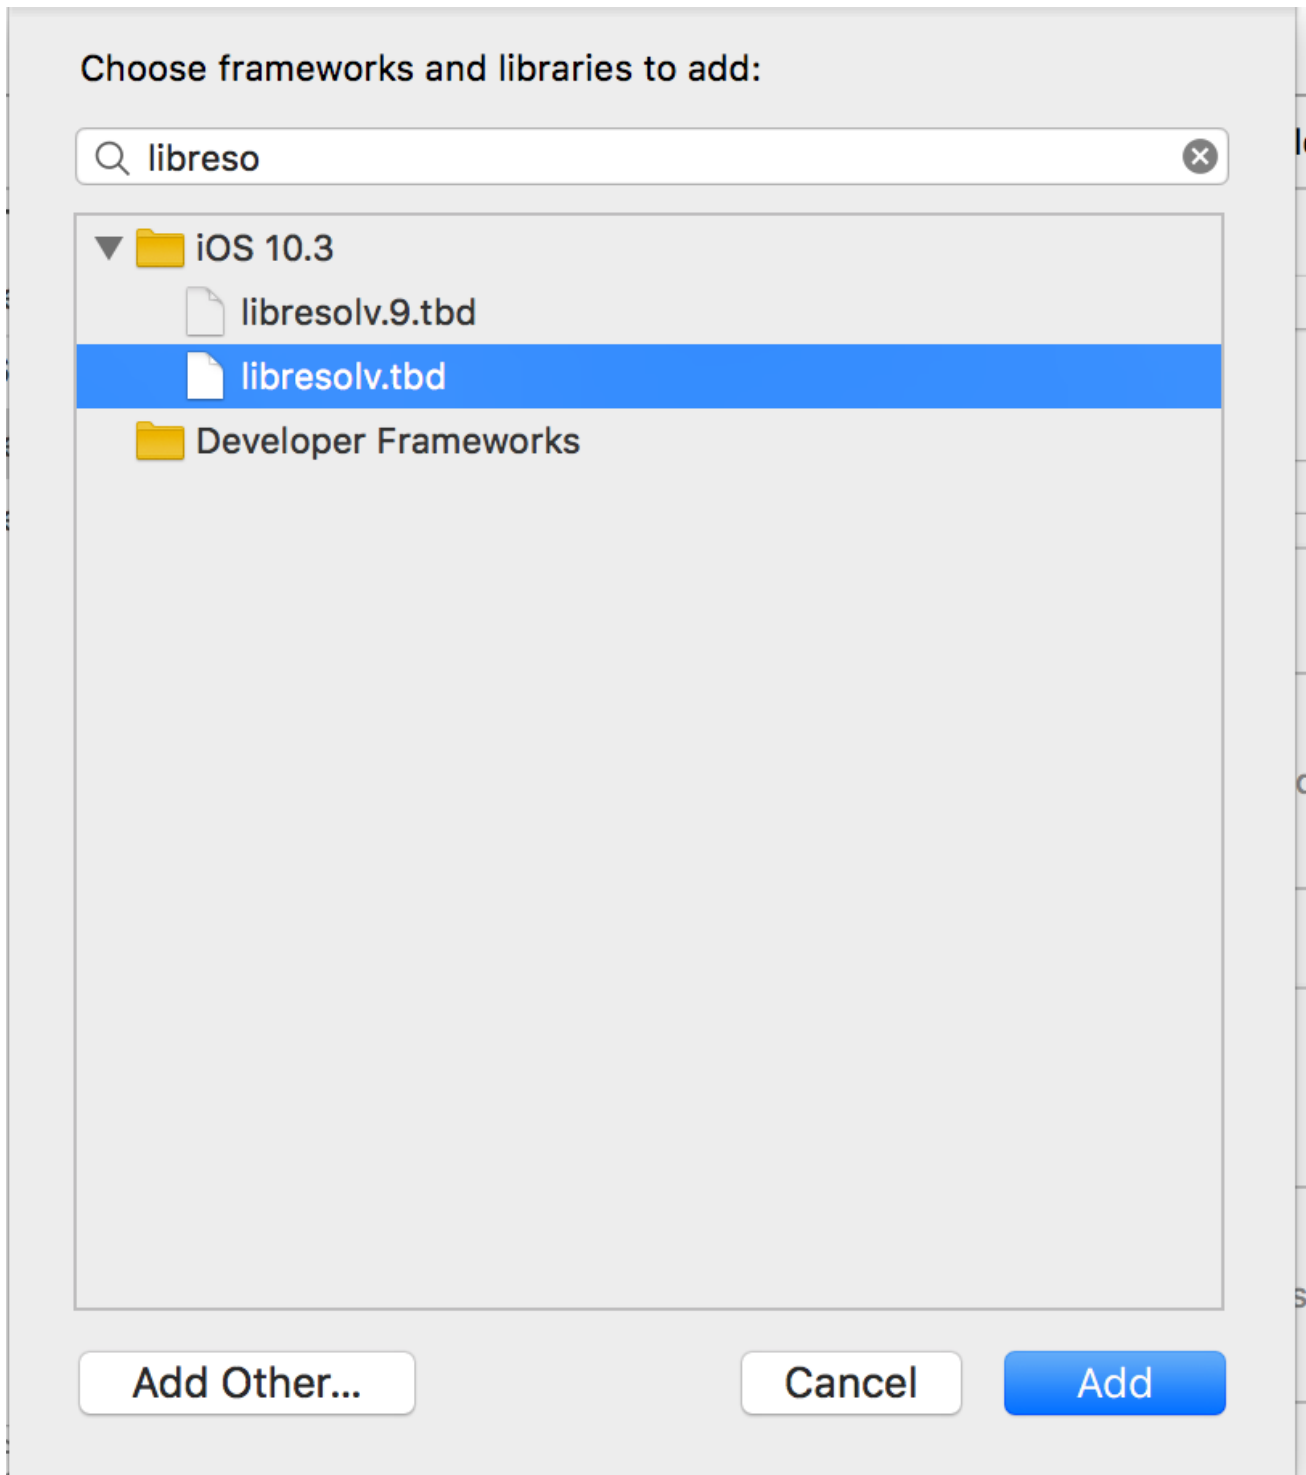 Choose frameworks and libraries to add:
libreso
iOS 10.3
libresolv.9.tbd
libresolv.tbd
Developer Frameworks
Add Other...
Cancel
Add